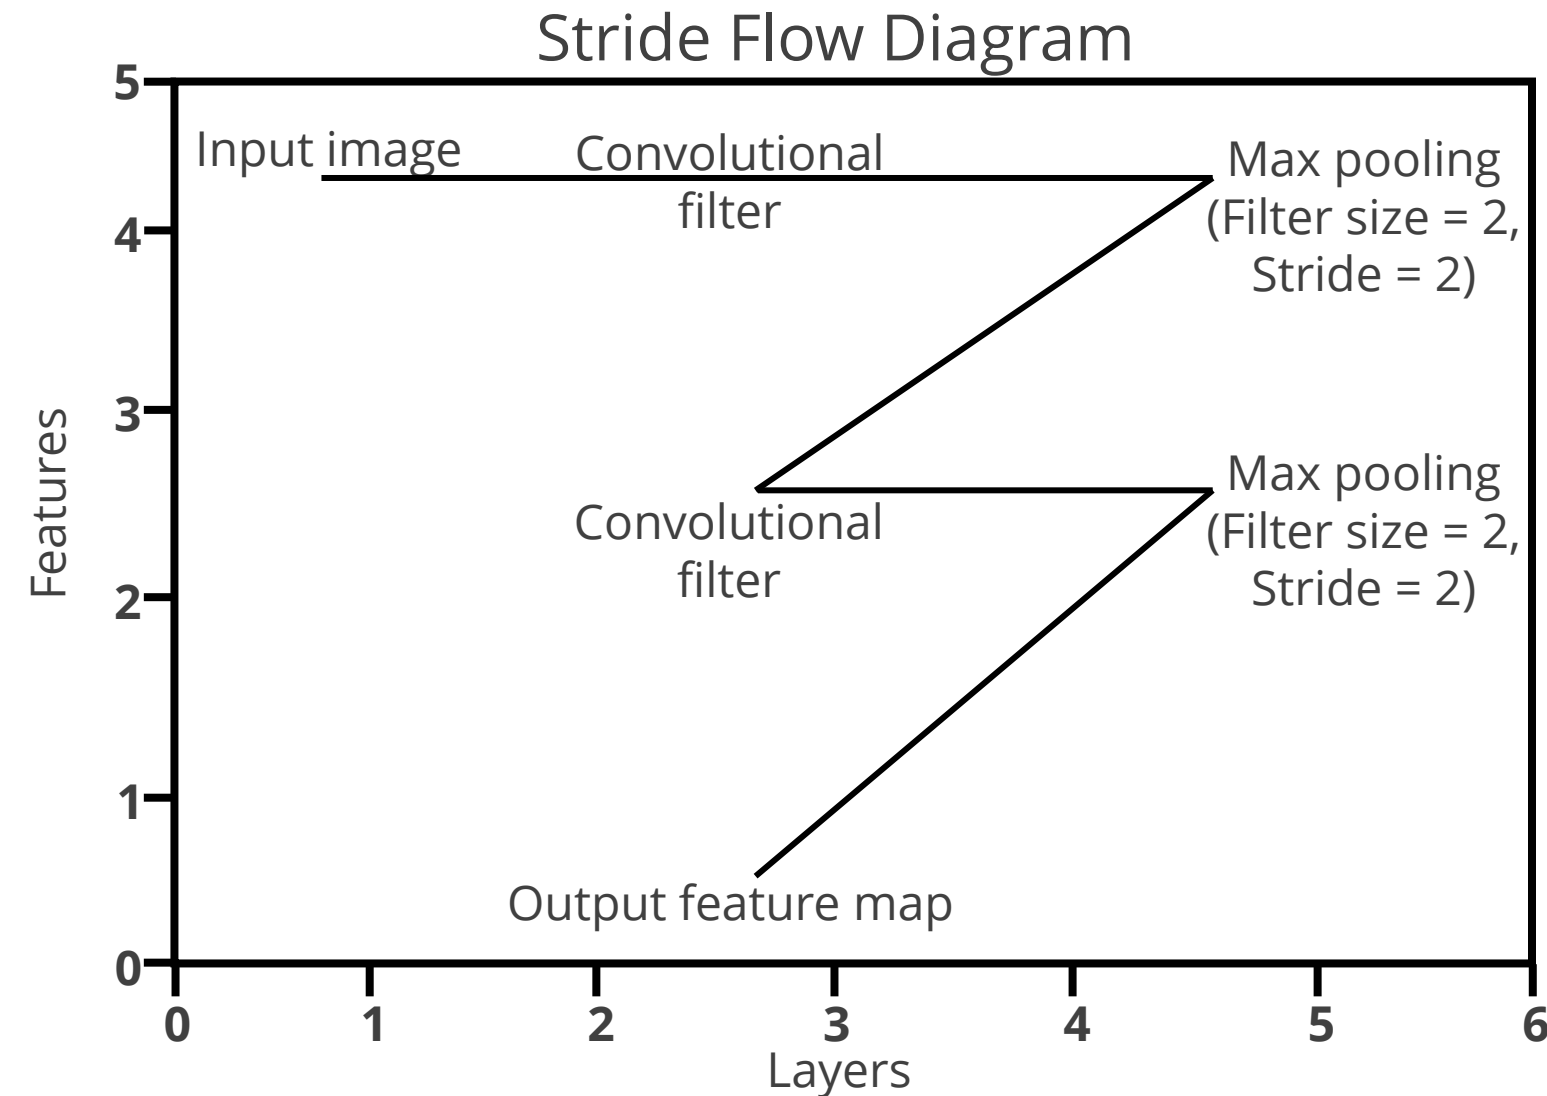 Stride Flow Diagram
5
Input image
Convolutional
filter
Max pooling
(Filter size = 2,
Stride = 2)
4
3
Features
Convolutional
filter
Max pooling
(Filter size = 2,
Stride = 2)
2
1
Output feature map
0
0 1 2 3 4 5 6
Layers